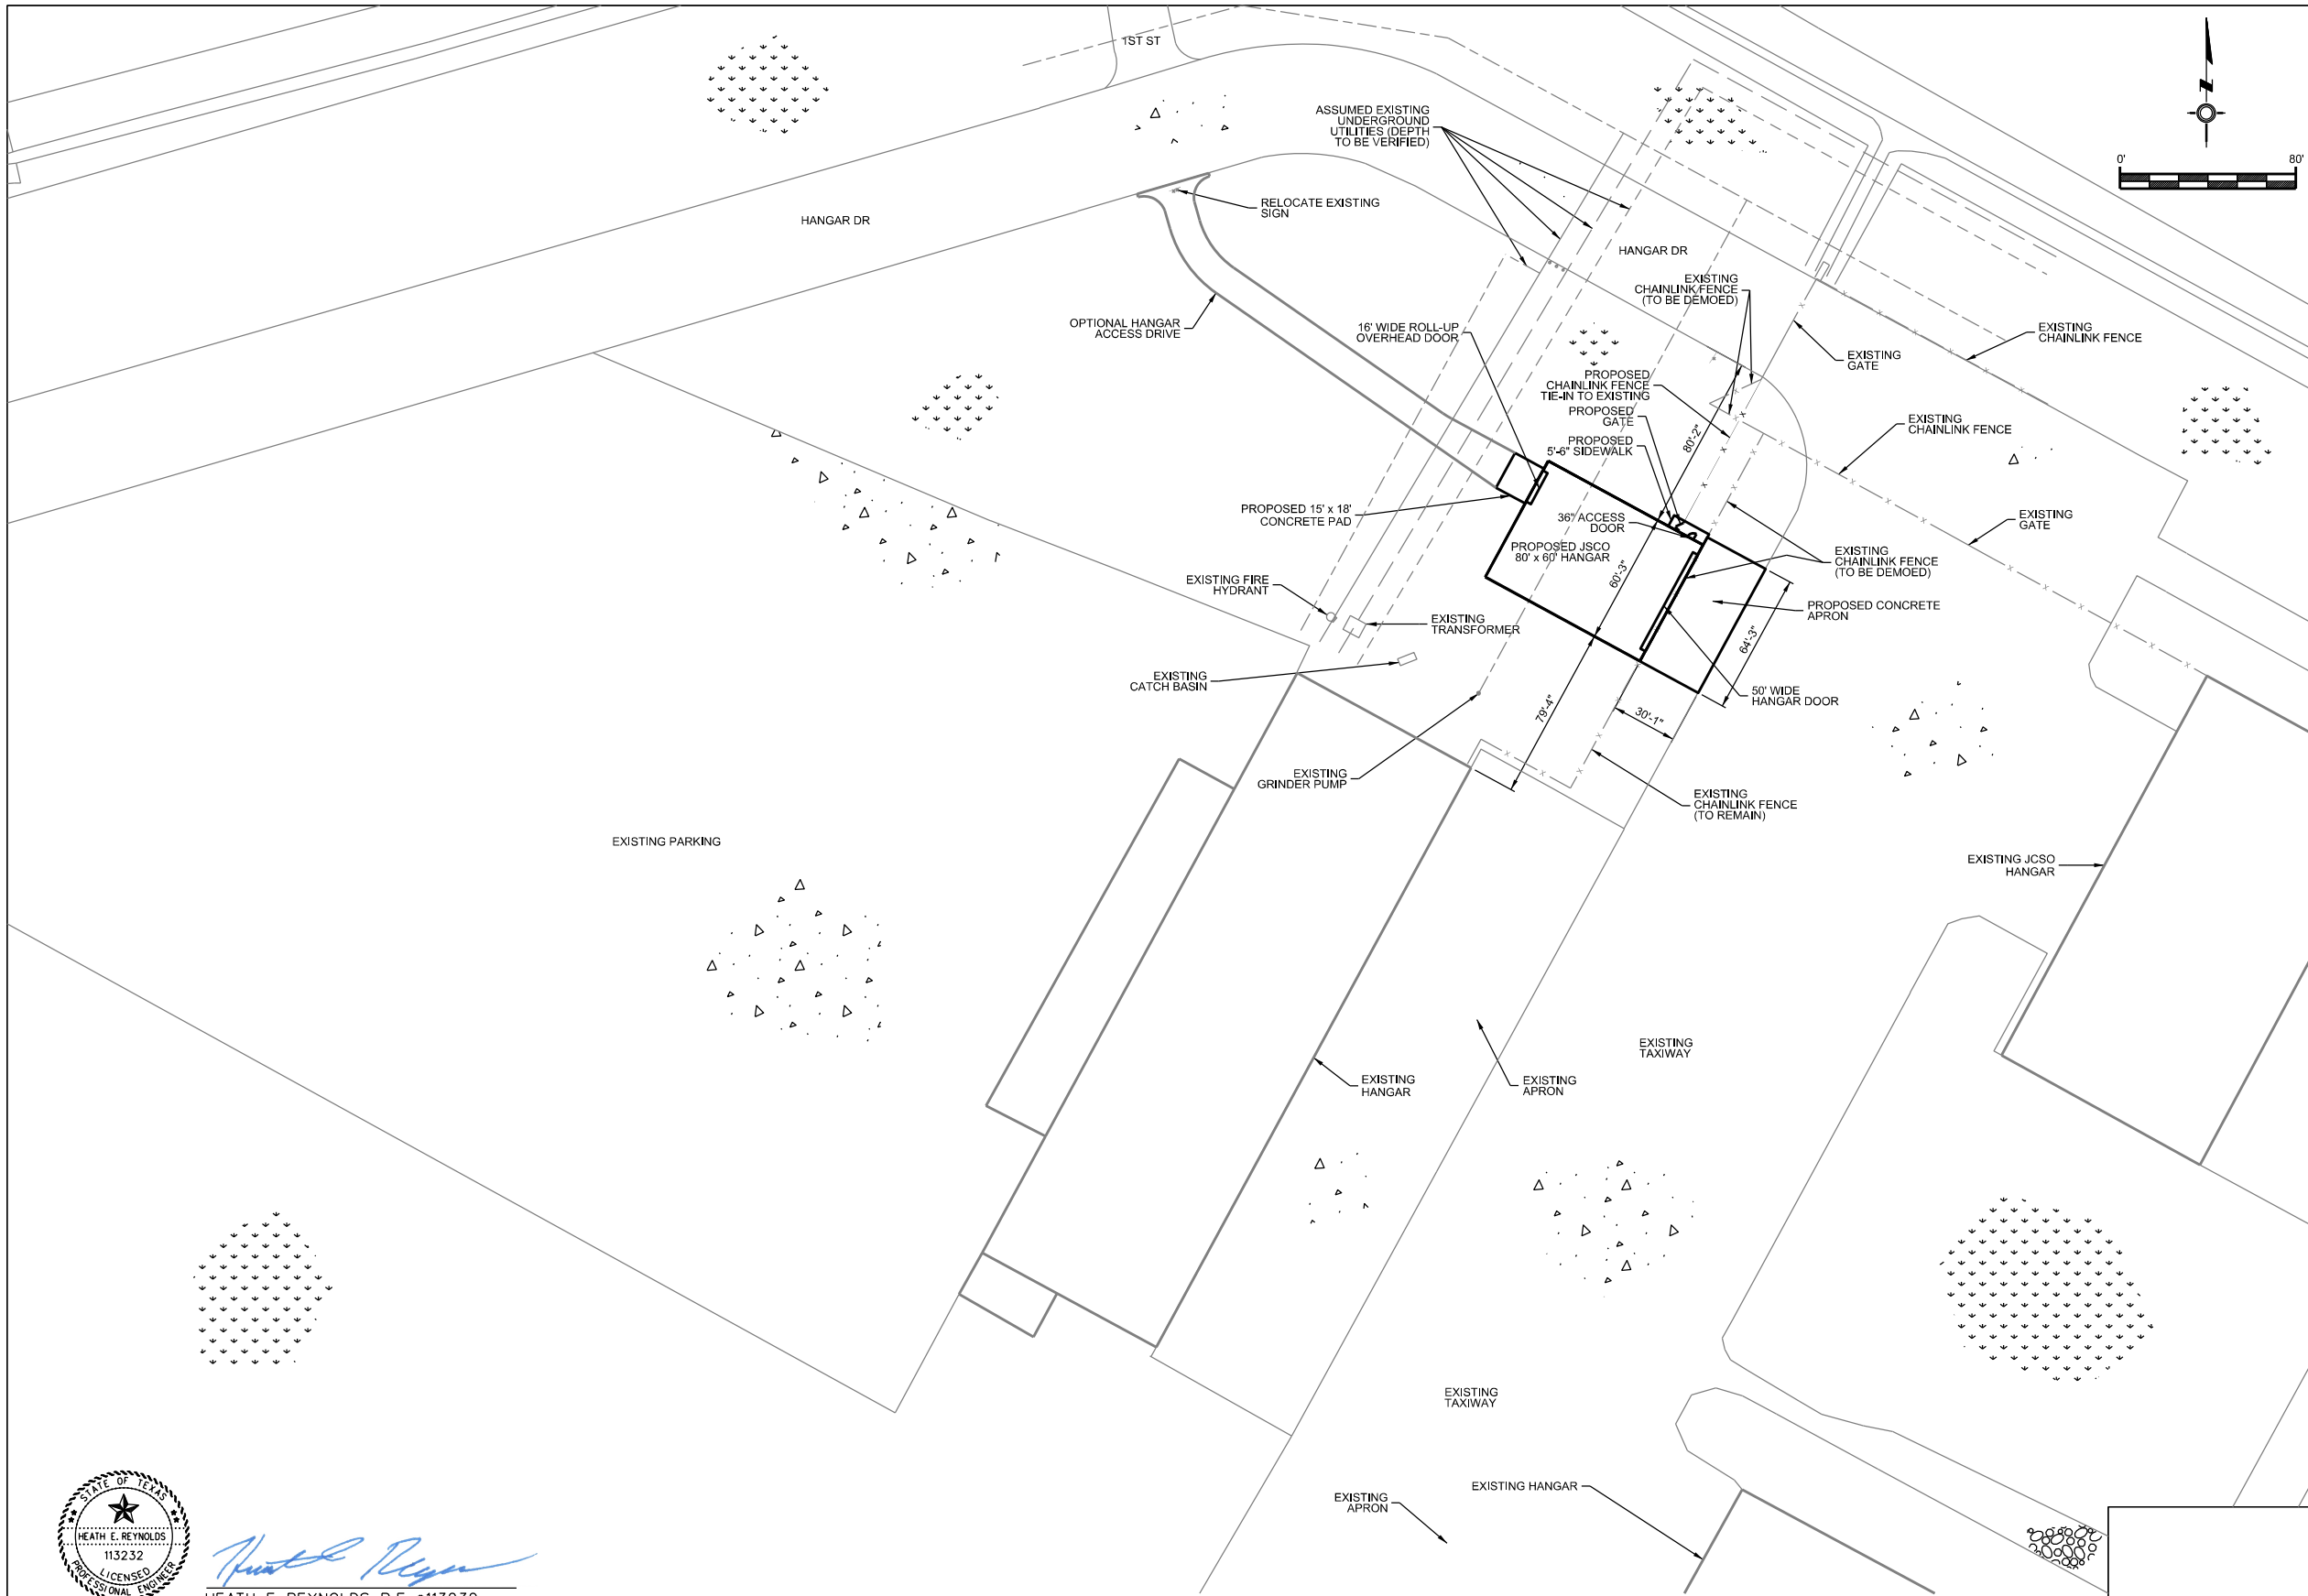 1ST ST
0'
80'
ASSUMED EXISTING
UNDERGROUND
UTILITIES (DEPTH
TO BE VERIFIED)
N
RELOCATE EXISTING
SIGN
HANGAR DR
HANGAR DR
EXISTING
CHAINLINK FENCE
(TO BE DEMOED)
OPTIONAL HANGAR
ACCESS DRIVE
16' WIDE ROLL-UP
OVERHEAD DOOR
EXISTING
CHAINLINK FENCE
EXISTING
GATE
PROPOSED
CHAINLINK FENCE
TIE-IN TO EXISTING
PROPOSED
GATE
PROPOSED
5'-6" SIDEWALK
80'-2"
EXISTING
CHAINLINK FENCE
PROPOSED 15' x 18'
CONCRETE PAD
36" ACCESS
DOOR
EXISTING
GATE
PROPOSED JSCO
80' x 60' HANGAR
60'-3"
EXISTING
CHAINLINK FENCE
(TO BE DEMOED)
EXISTING FIRE
HYDRANT
PROPOSED CONCRETE
APRON
EXISTING
TRANSFORMER
64'-3"
EXISTING
CATCH BASIN
50' WIDE
HANGAR DOOR
79'-4"
30'-1"
EXISTING
GRINDER PUMP
EXISTING
CHAINLINK FENCE
(TO REMAIN)
EXISTING PARKING
EXISTING JCSO
HANGAR
EXISTING
TAXIWAY
EXISTING
HANGAR
EXISTING
APRON
EXISTING
TAXIWAY
EXISTING HANGAR
EXISTING
APRON
STATE OF TEXAS
HEATH E. REYNOLDS
113232
LICENSED
PROFESSIONAL ENGINEER
HEATH E. REYNOLDS, P.E.